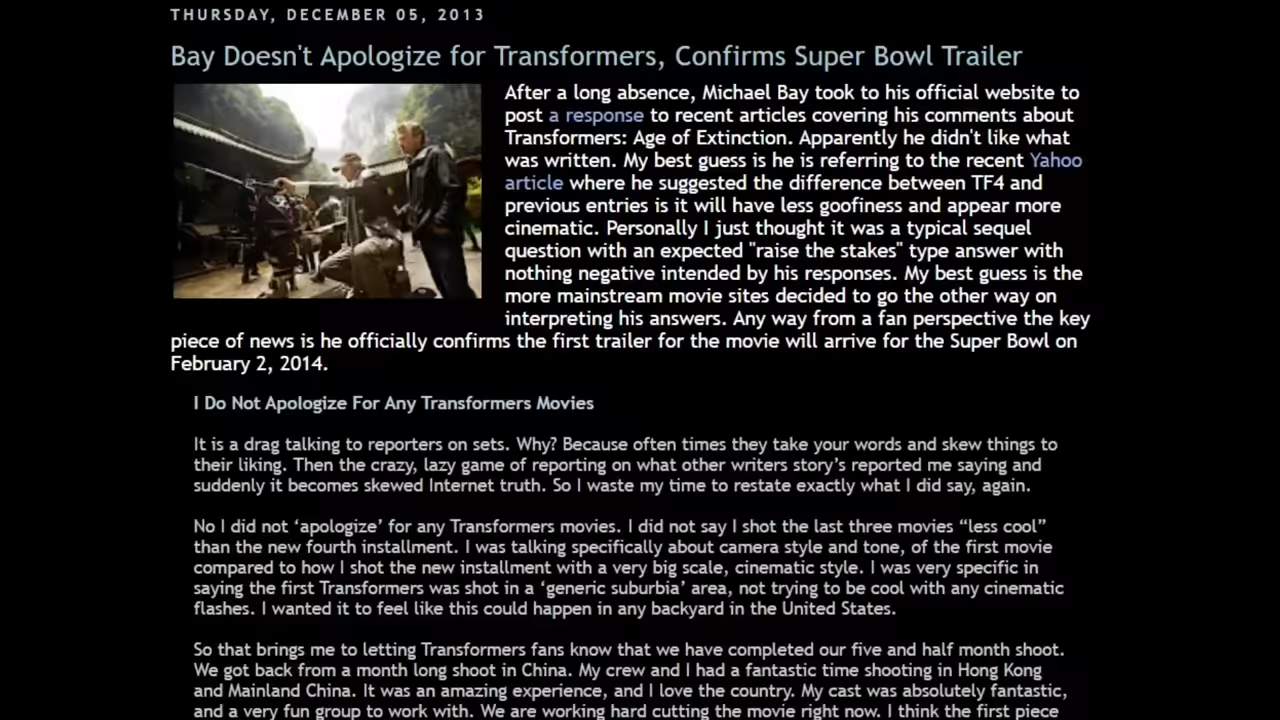 THURSDAY, DECEMBER 05, 2013
Bay Doesn't Apologize for Transformers, Confirms Super Bowl Trailer
After a long absence, Michael Bay took to his official website to
post a response to recent articles covering his comments about
Transformers: Age of Extinction. Apparently he didn't like what
was written. My best guess is he is referring to the recent Yahoo
article where he suggested the difference between TF4 and
previous entries is it will have less goofiness and appear more
cinematic. Personally I just thought it was a typical sequel
question with an expected "raise the stakes" type answer with
nothing negative intended by his responses. My best guess is the
more mainstream movie sites decided to go the other way on
interpreting his answers. Any way from a fan perspective the key
piece of news is he officially confirms the first trailer for the movie will arrive for the Super Bowl on
February 2, 2014.
I Do Not Apologize For Any Transformers Movies
It is a drag talking to reporters on sets. Why? Because often times they take your words and skew things to
their liking. Then the crazy, lazy game of reporting on what other writers story’s reported me saying and
suddenly it becomes skewed Internet truth. So I waste my time to restate exactly what I did say, again.
No I did not ‘apologize’ for any Transformers movies. I did not say I shot the last three movies “less cool”
than the new fourth installment. I was talking specifically about camera style and tone, of the first movie
compared to how I shot the new installment with a very big scale, cinematic style. I was very specific in
saying the first Transformers was shot in a ‘generic suburbia’ area, not trying to be cool with any cinematic
flashes. I wanted it to feel like this could happen in any backyard in the United States.
So that brings me to letting Transformers fans know that we have completed our five and half month shoot.
We got back from a month long shoot in China. My crew and I had a fantastic time shooting in Hong Kong
and Mainland China. It was an amazing experience, and I love the country. My cast was absolutely fantastic,
and a very fun group to work with. We are working hard cutting the movie right now. I think the first piece